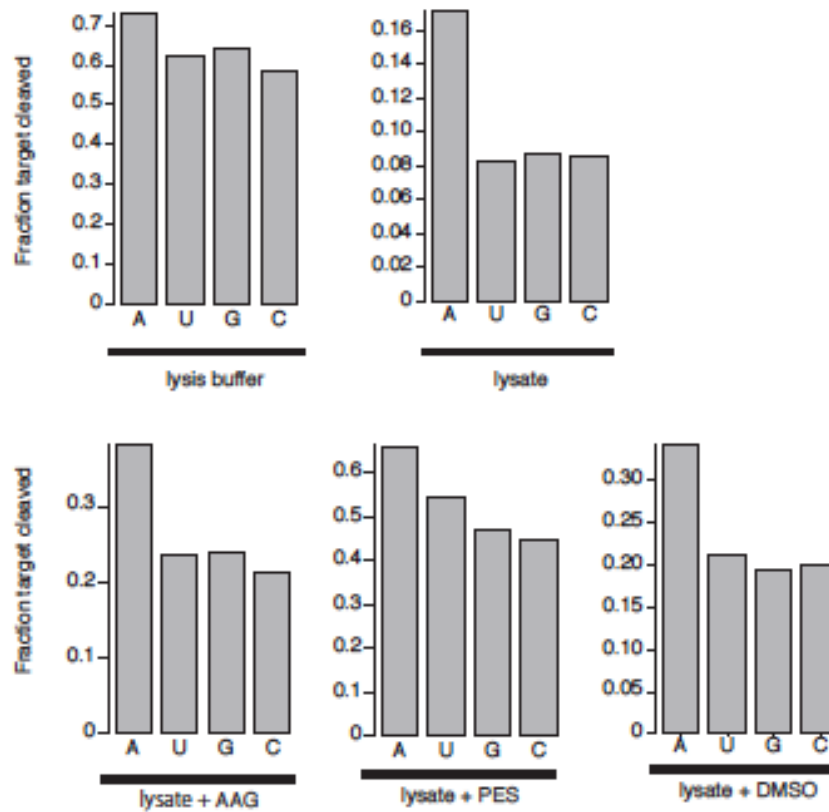 Fraction target cleaved
0.7
0.6
0.5
0.4
0.3
0.2
0.1
0
A U G C
lysis buffer
0.16
0.14
0.12
0.10
0.08
0.06
0.04
0.02
0
A U G C
lysate
Fraction target cleaved
0.3
0.2
0.1
0
A U G C
lysate + AAG
0.6
0.5
0.4
0.3
0.2
0.1
0
A U G C
lysate + PES
0.30
0.25
0.20
0.15
0.10
0.05
0
A U G C
lysate + DMSO